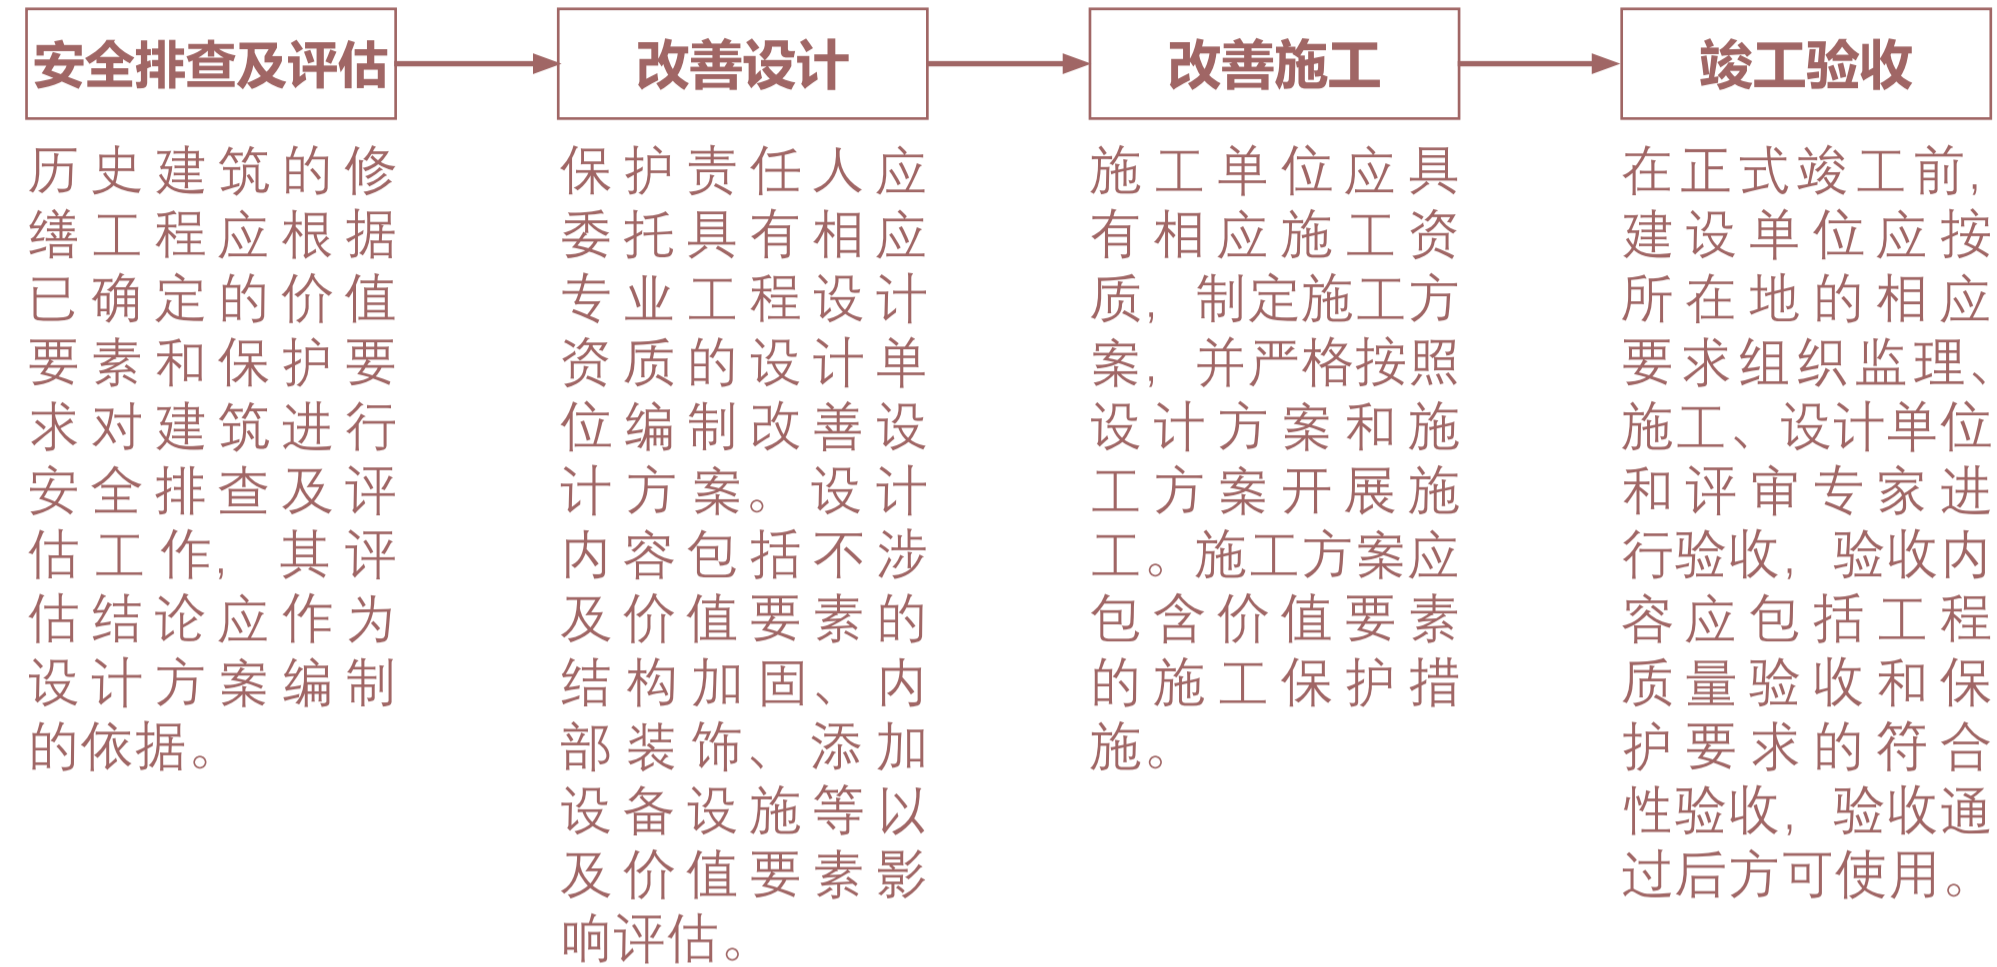 安全排查及评估
历史建筑的修
缮工程应根据
已确定的价值
要素和保护要
求对建筑进行
安全排查及评
估工作，其评
估结论应作为
设计方案编制
的依据。
改善设计
保护责任人应
委托具有相应
专业工程设计
资质的设计单
位编制改善设
计方案。设计
内容包括不涉
及价值要素的
结构加固、内
部装饰、添加
设备设施等以
及价值要素影
响评估。
改善施工
施工单位应具
有相应施工资
质，制定施工方
案，并严格按照
设计方案和施
工方案开展施
工。施工方案应
包含价值要素
的施工保护措
施。
竣工验收
在正式竣工前，
建设单位应按
所在地的相应
要求组织监理、
施工、设计单位
和评审专家进
行验收，验收内
容应包括工程
质量验收和保
护要求的符合
性验收，验收通
过后方可使用。